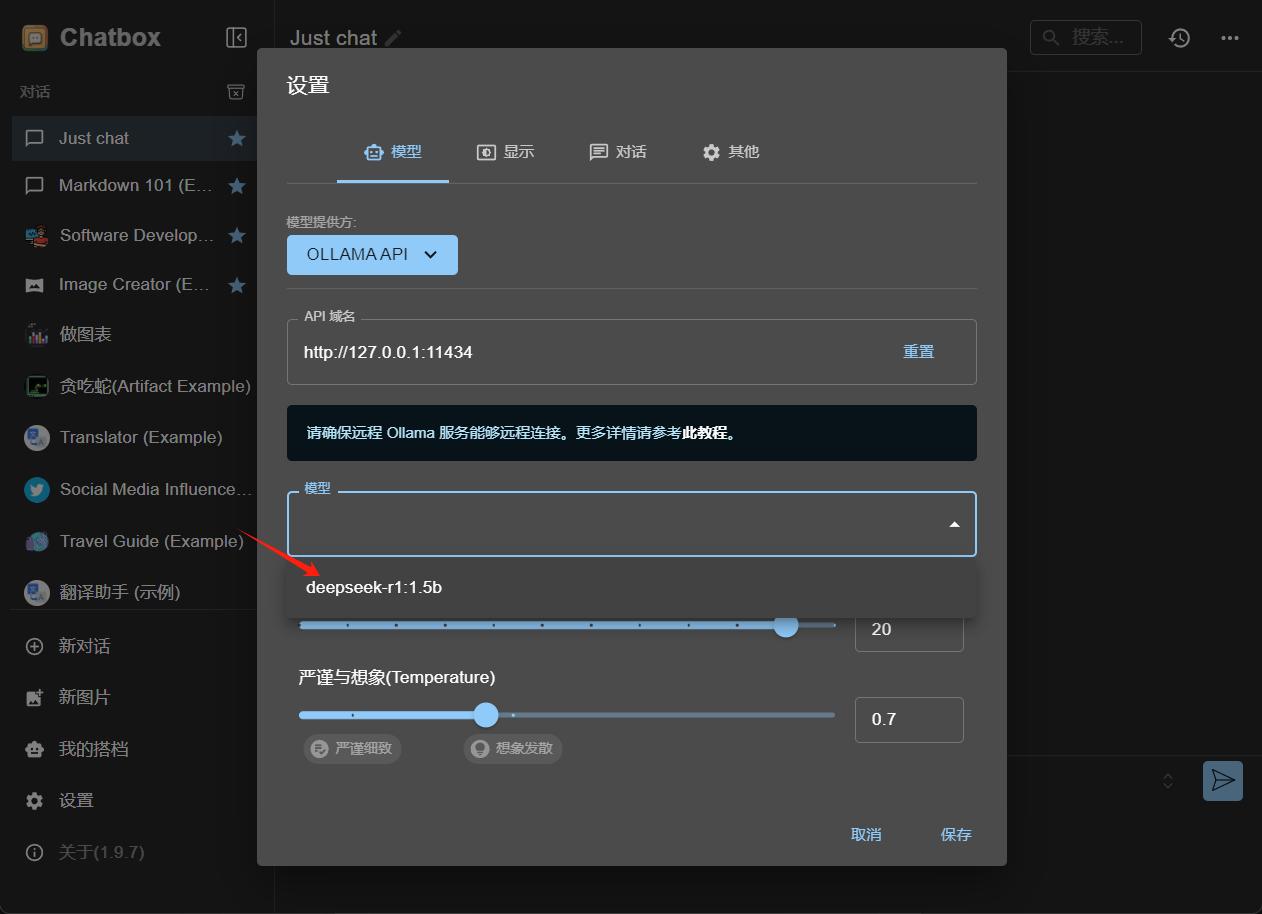 Chatbox
对话
Just chat
Markdown 101 (E...
Software Develop...
Image Creator (E...
做图表
贪吃蛇(Artifact Example)
Translator (Example)
Social Media Influence...
Travel Guide (Example)
翻译助手 (示例)
新对话
新图片
我的搭档
设置
关于(1.9.7)
Just chat
搜索...
设置
模型
显示
对话
其他
模型提供方:
OLLAMA API
API 域名
http://127.0.0.1:11434
重置
请确保远程 Ollama 服务能够远程连接。更多详情请参考此教程。
模型
deepseek-r1:1.5b
20
严谨与想象(Temperature)
0.7
严谨细致
想象发散
取消
保存